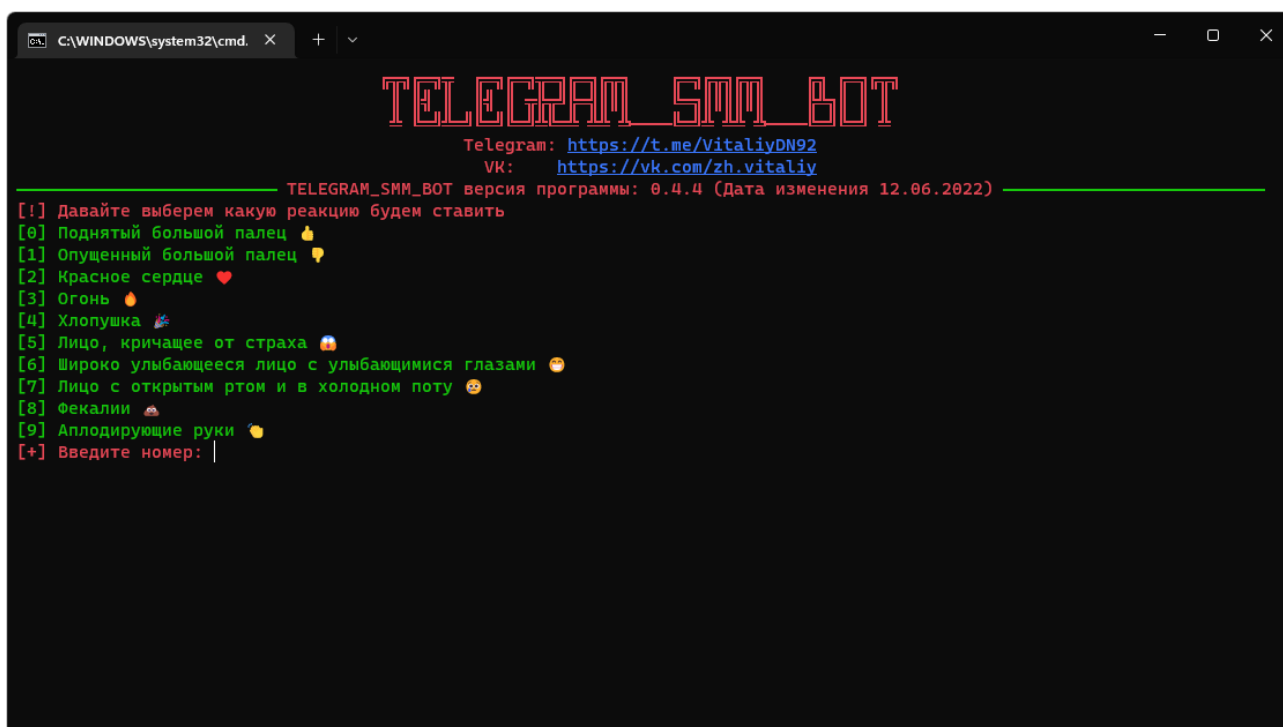 C:\WINDOWS\system32\cmd.
TELEGRAM_SMM_BOT
Telegram: https://t.me/VitaliyDN92
VK: https://vk.com/zh.vitaliy
TELEGRAM_SMM_BOT версия программы: 0.4.4 (Дата изменения 12.06.2022)
[!] Давайте выберем какую реакцию будем ставить
[0] Поднятый большой палец 👍
[1] Опущенный большой палец 👎
[2] Красное сердце ❤️
[3] Огонь 🔥
[4] Хлопушка 🎉
[5] Лицо, кричащее от страха 😱
[6] Широко улыбающееся лицо с улыбающимися глазами 😁
[7] Лицо с открытым ртом и в холодном поту 😢
[8] Фекалии 💩
[9] Аплодирующие руки 👏
[+] Введите номер: